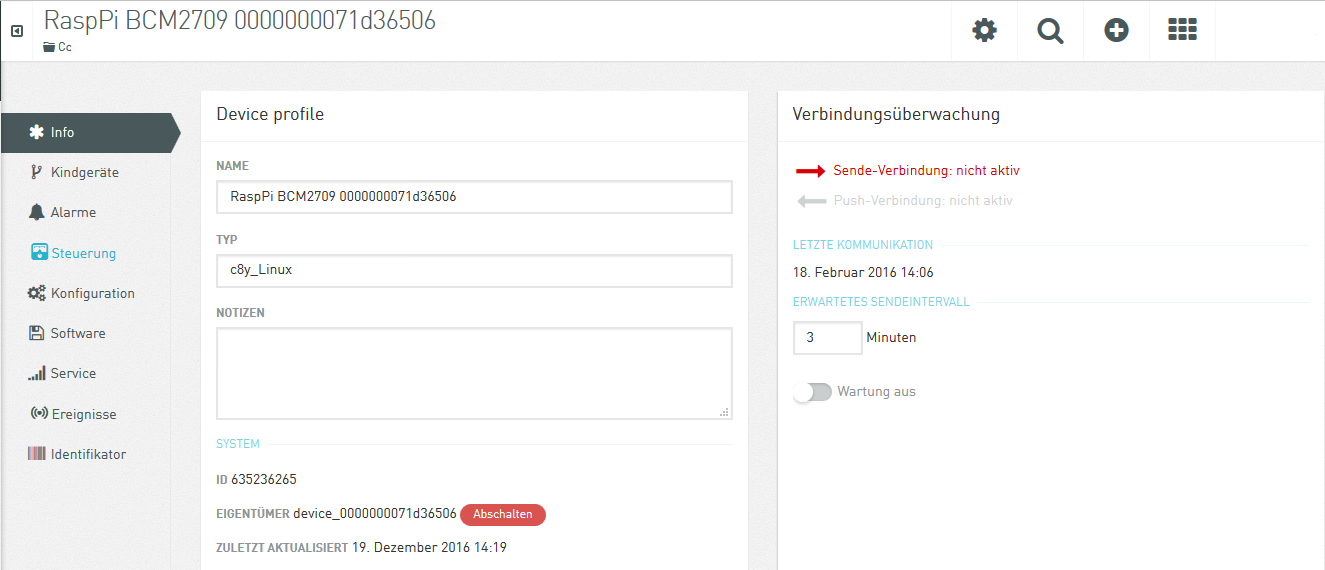 RaspPi BCM2709 0000000071d36506
Cc
Info
Kindgeräte
Alarme
Steuerung
Konfiguration
Software
Service
Ereignisse
Identifikator
Device profile
NAME
RaspPi BCM2709 0000000071d36506
TYP
c8y_Linux
NOTIZEN
SYSTEM
ID 635236265
EIGENTÜMER device_0000000071d36506 Abschalten
ZULETZT AKTUALISIERT 19. Dezember 2016 14:19
Verbindungsüberwachung
Sende-Verbindung: nicht aktiv
Push-Verbindung: nicht aktiv
LETZTE KOMMUNIKATION
18. Februar 2016 14:06
ERWARTETES SENDEINTERVALL
3 Minuten
Wartung aus